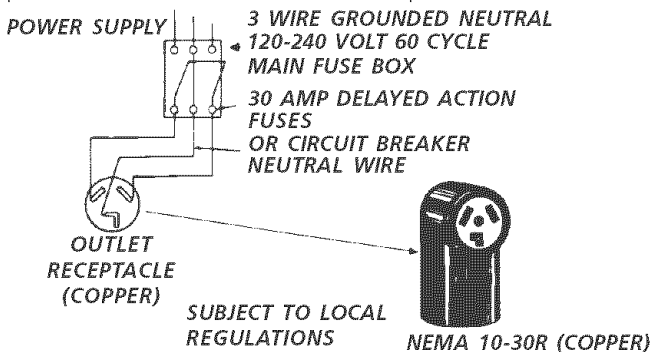 POWER SUPPLY
3 WIRE GROUNDED NEUTRAL
120-240 VOLT 60 CYCLE
MAIN FUSE BOX
30 AMP DELAYED ACTION
FUSES
OR CIRCUIT BREAKER
NEUTRAL WIRE
OUTLET
RECEPTACLE
(COPPER)
SUBJECT TO LOCAL
REGULATIONS
NEMA 10-30R (COPPER)